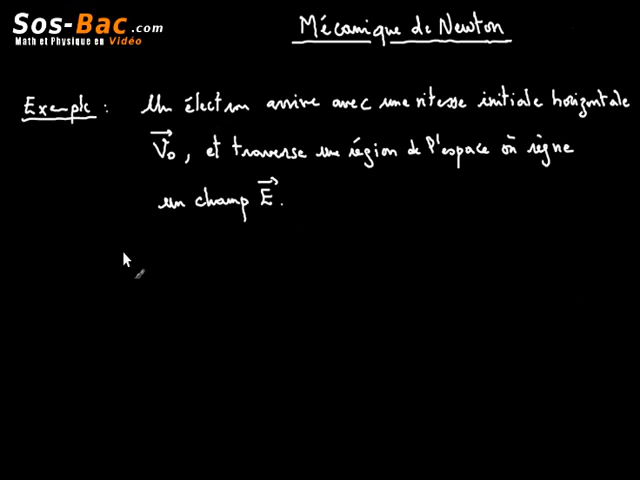 Sos-Bac.com
Math et Physique en Vidéo
Mécanique de Newton
Exemple : Un électron arrive avec une vitesse initiale horizontale
V₀, et traverse une région de l'espace où règne
un champ E.